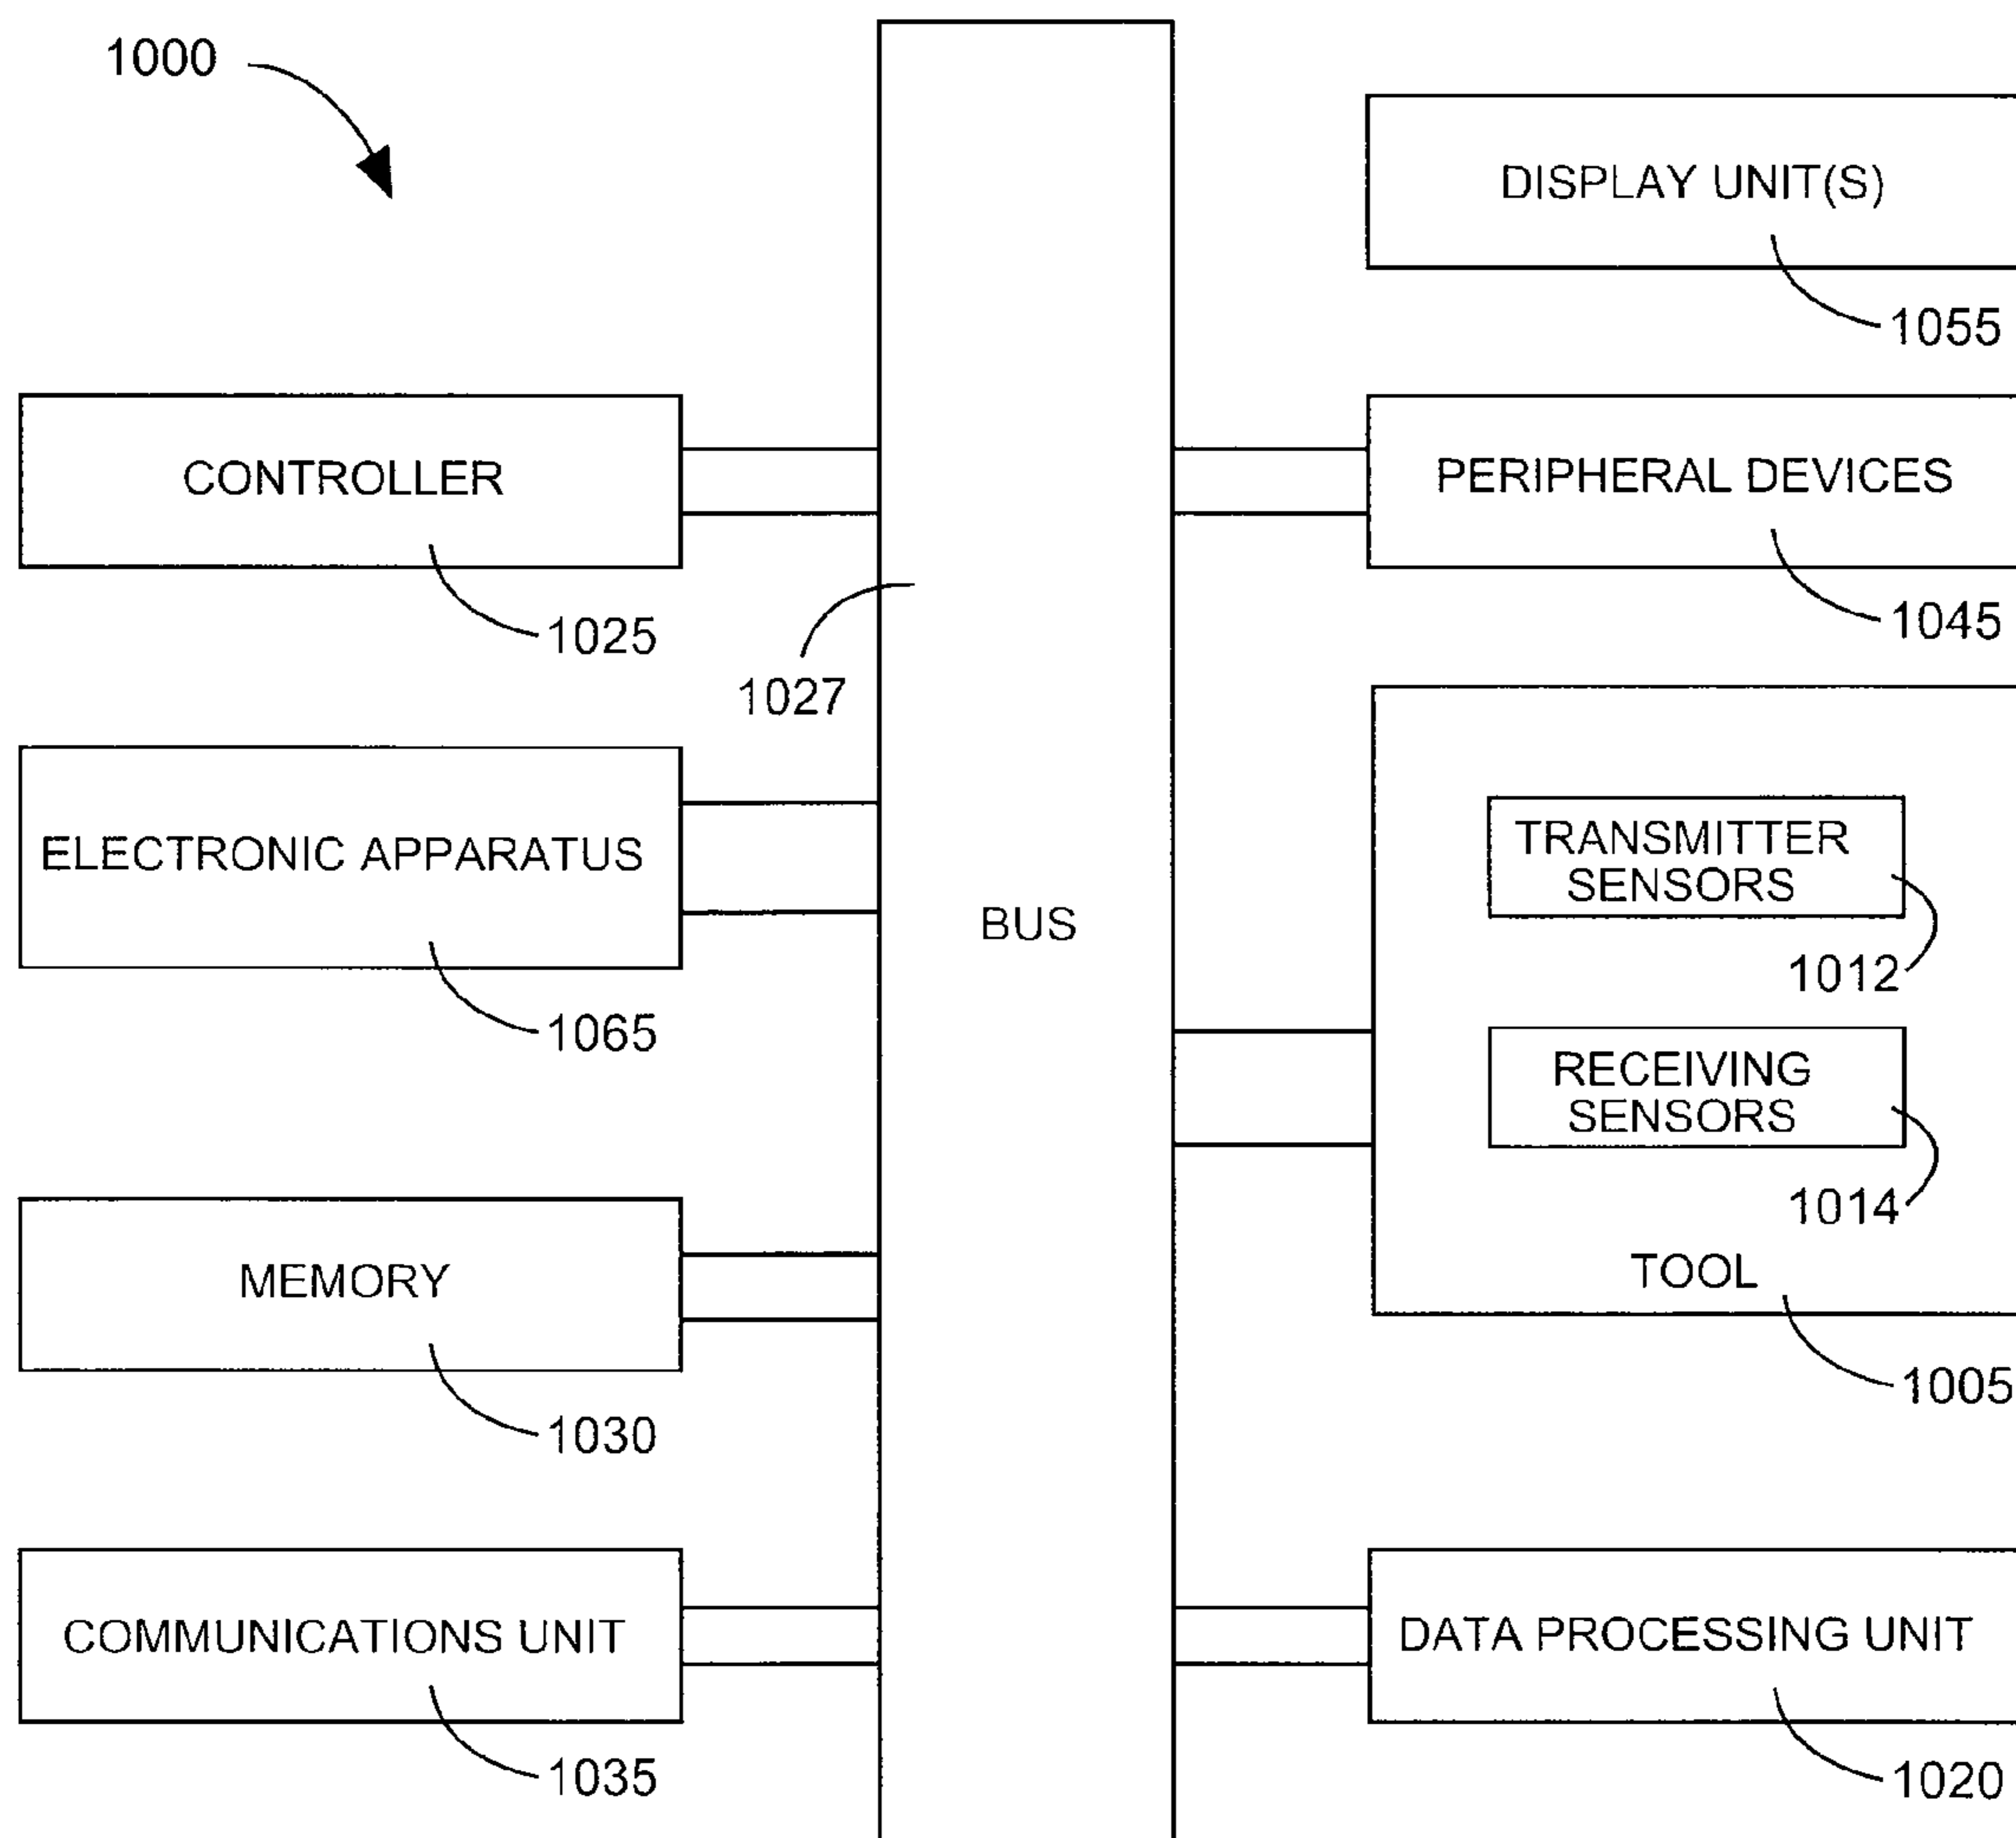 1000
DISPLAY UNIT(S)
1055
CONTROLLER
1025
PERIPHERAL DEVICES
1045
1027
ELECTRONIC APPARATUS
1065
BUS
TRANSMITTER
SENSORS
1012
RECEIVING
SENSORS
1014
TOOL
1005
MEMORY
1030
COMMUNICATIONS UNIT
1035
DATA PROCESSING UNIT
1020